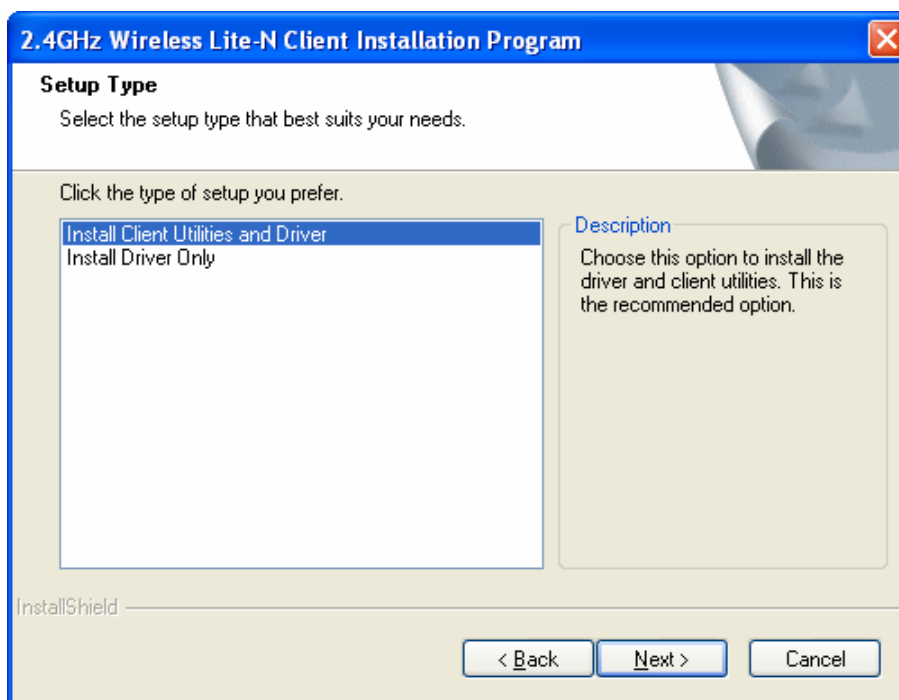 2.4GHz Wireless Lite-N Client Installation Program
Setup Type
Select the setup type that best suits your needs.
Click the type of setup you prefer.
Install Client Utilities and Driver
Install Driver Only
Description
Choose this option to install the
driver and client utilities. This is
the recommended option.
InstallShield
< Back
Next >
Cancel